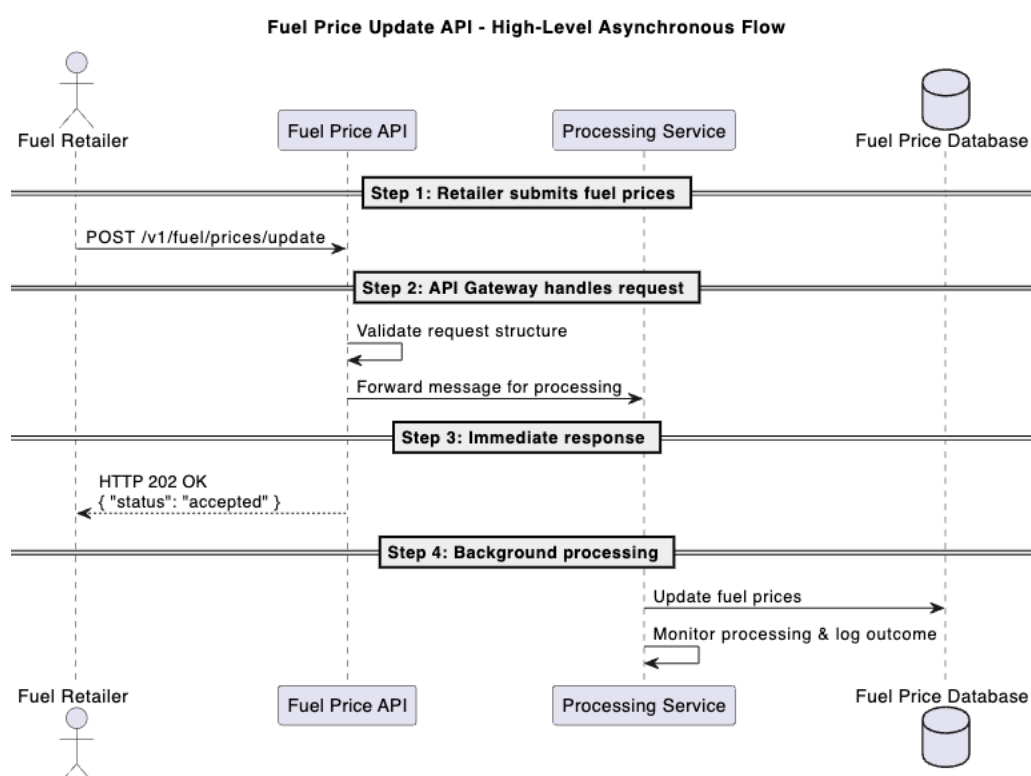 Fuel Price Update API - High-Level Asynchronous Flow
Fuel Retailer
Fuel Price API
Processing Service
Fuel Price Database
Step 1: Retailer submits fuel prices
POST /v1/fuel/prices/update
Step 2: API Gateway handles request
Validate request structure
Forward message for processing
Step 3: Immediate response
HTTP 202 OK
{ "status": "accepted" }
Step 4: Background processing
Update fuel prices
Monitor processing & log outcome
Fuel Retailer
Fuel Price API
Processing Service
Fuel Price Database